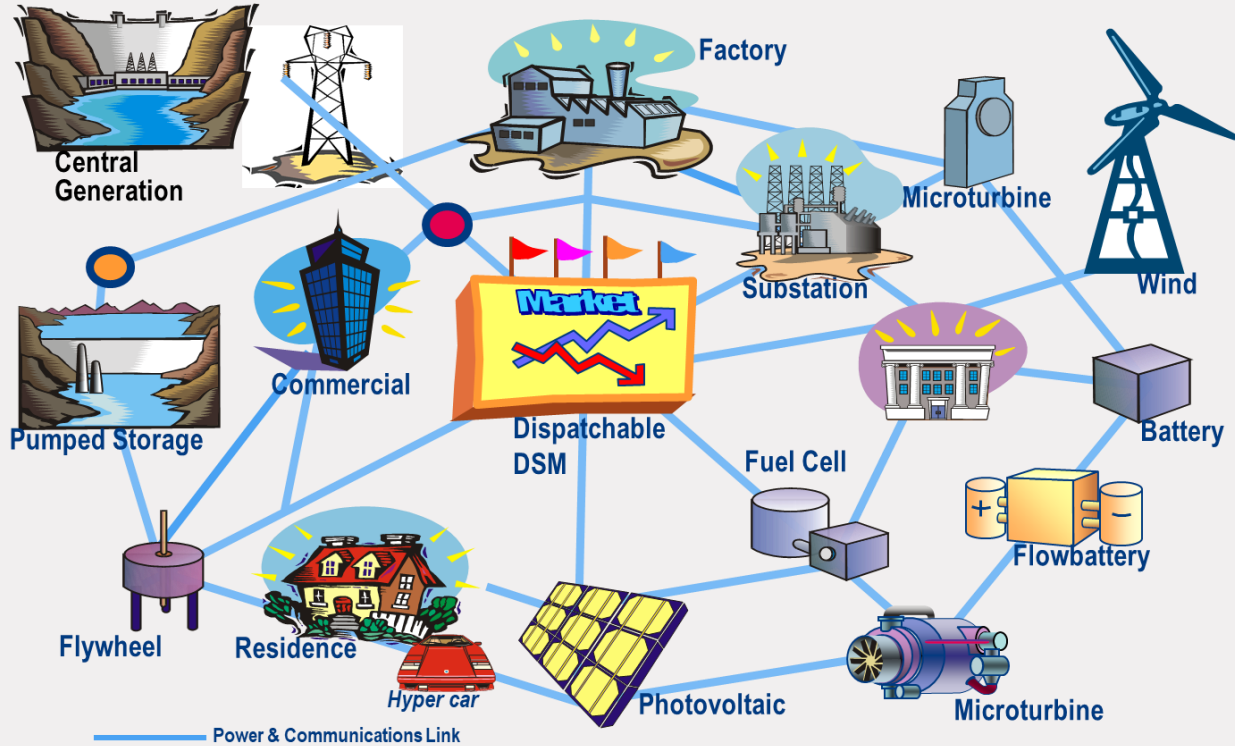 Factory
Central
Generation
Microturbine
Substation
Wind
Market
Commercial
Pumped Storage
Dispatchable
DSM
Battery
Fuel Cell
+
−
Flowbattery
Flywheel
Residence
Hyper car
Photovoltaic
Microturbine
Power & Communications Link